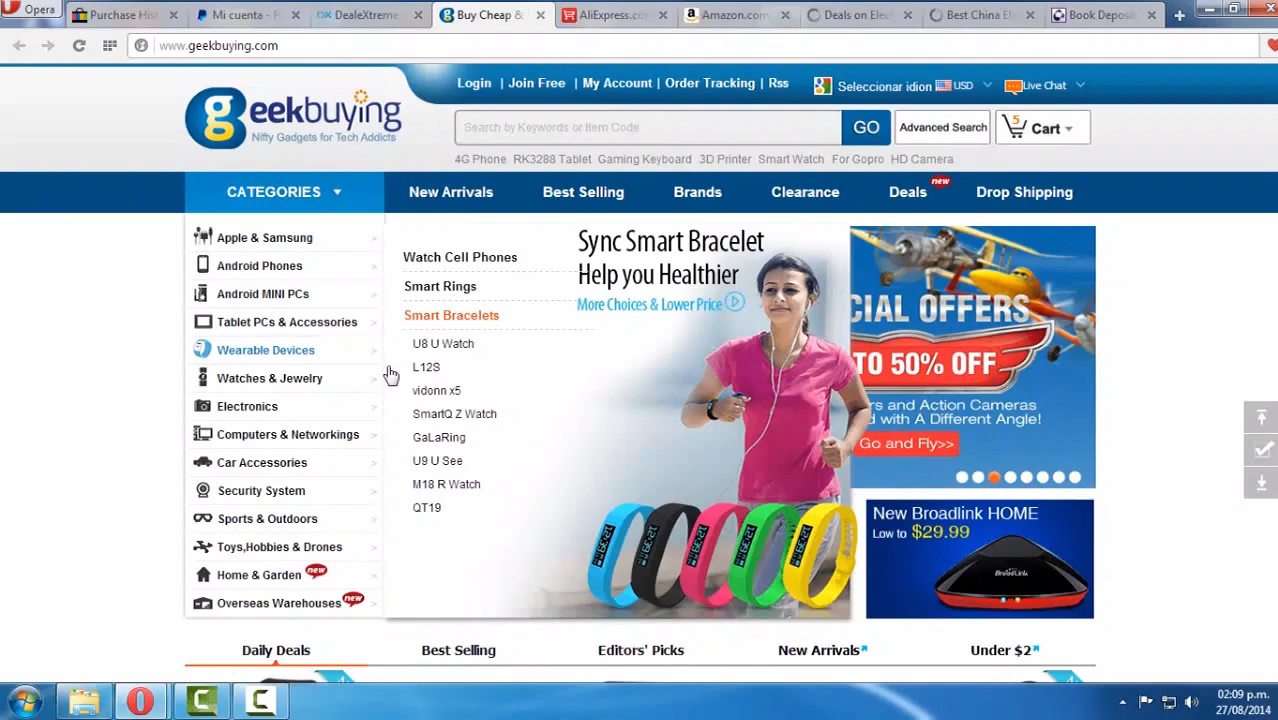 Opera
Purchase His
Mi cuenta -
DealeXtreme
Buy Cheap &
AliExpress.com
Amazon.com
Deals on Elect
Best China El
Book Deposit
www.geekbuying.com
Login | Join Free | My Account | Order Tracking | Rss
Seleccionar idion
USD
Live Chat
geekbuying
Nifty Gadgets for Tech Addicts
Search by Keywords or Item Code
GO
Advanced Search
5
Cart
4G Phone RK3288 Tablet Gaming Keyboard 3D Printer Smart Watch For Gopro HD Camera
CATEGORIES
New Arrivals
Best Selling
Brands
Clearance
Deals
new
Drop Shipping
Apple & Samsung
Android Phones
Android MINI PCs
Tablet PCs & Accessories
Wearable Devices
Watches & Jewelry
Electronics
Computers & Networkings
Car Accessories
Security System
Sports & Outdoors
Toys,Hobbies & Drones
Home & Garden new
Overseas Warehouses new
Watch Cell Phones
Smart Rings
Smart Bracelets
U8 U Watch
L12S
vidonn x5
SmartQ Z Watch
GaLaRing
U9 U See
M18 R Watch
QT19
Sync Smart Bracelet
Help you Healthier
More Choices & Lower Price
CIAL OFFERS
TO 50% OFF
rs and Action Cameras
d with A Different Angle!
Go and Fly>>
New Broadlink HOME
Low to $29.99
BroadLink
Daily Deals
Best Selling
Editors' Picks
New Arrivals
Under $2
02:09 p.m.
27/08/2014